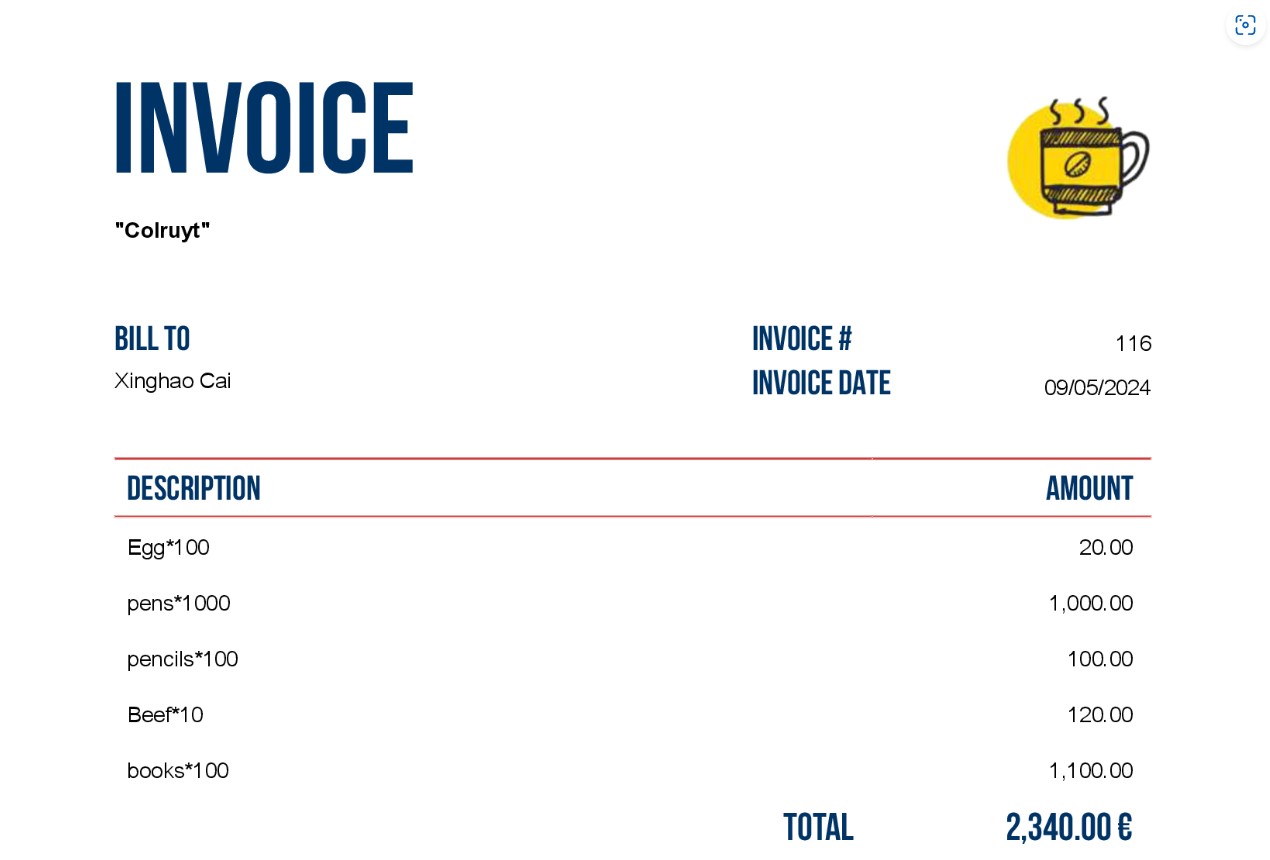 INVOICE
"Colruyt"
BILL TO
Xinghao Cai
INVOICE # 116
INVOICE DATE 09/05/2024
DESCRIPTION AMOUNT
Egg*100 20.00
pens*1000 1,000.00
pencils*100 100.00
Beef*10 120.00
books*100 1,100.00
TOTAL 2,340.00 €